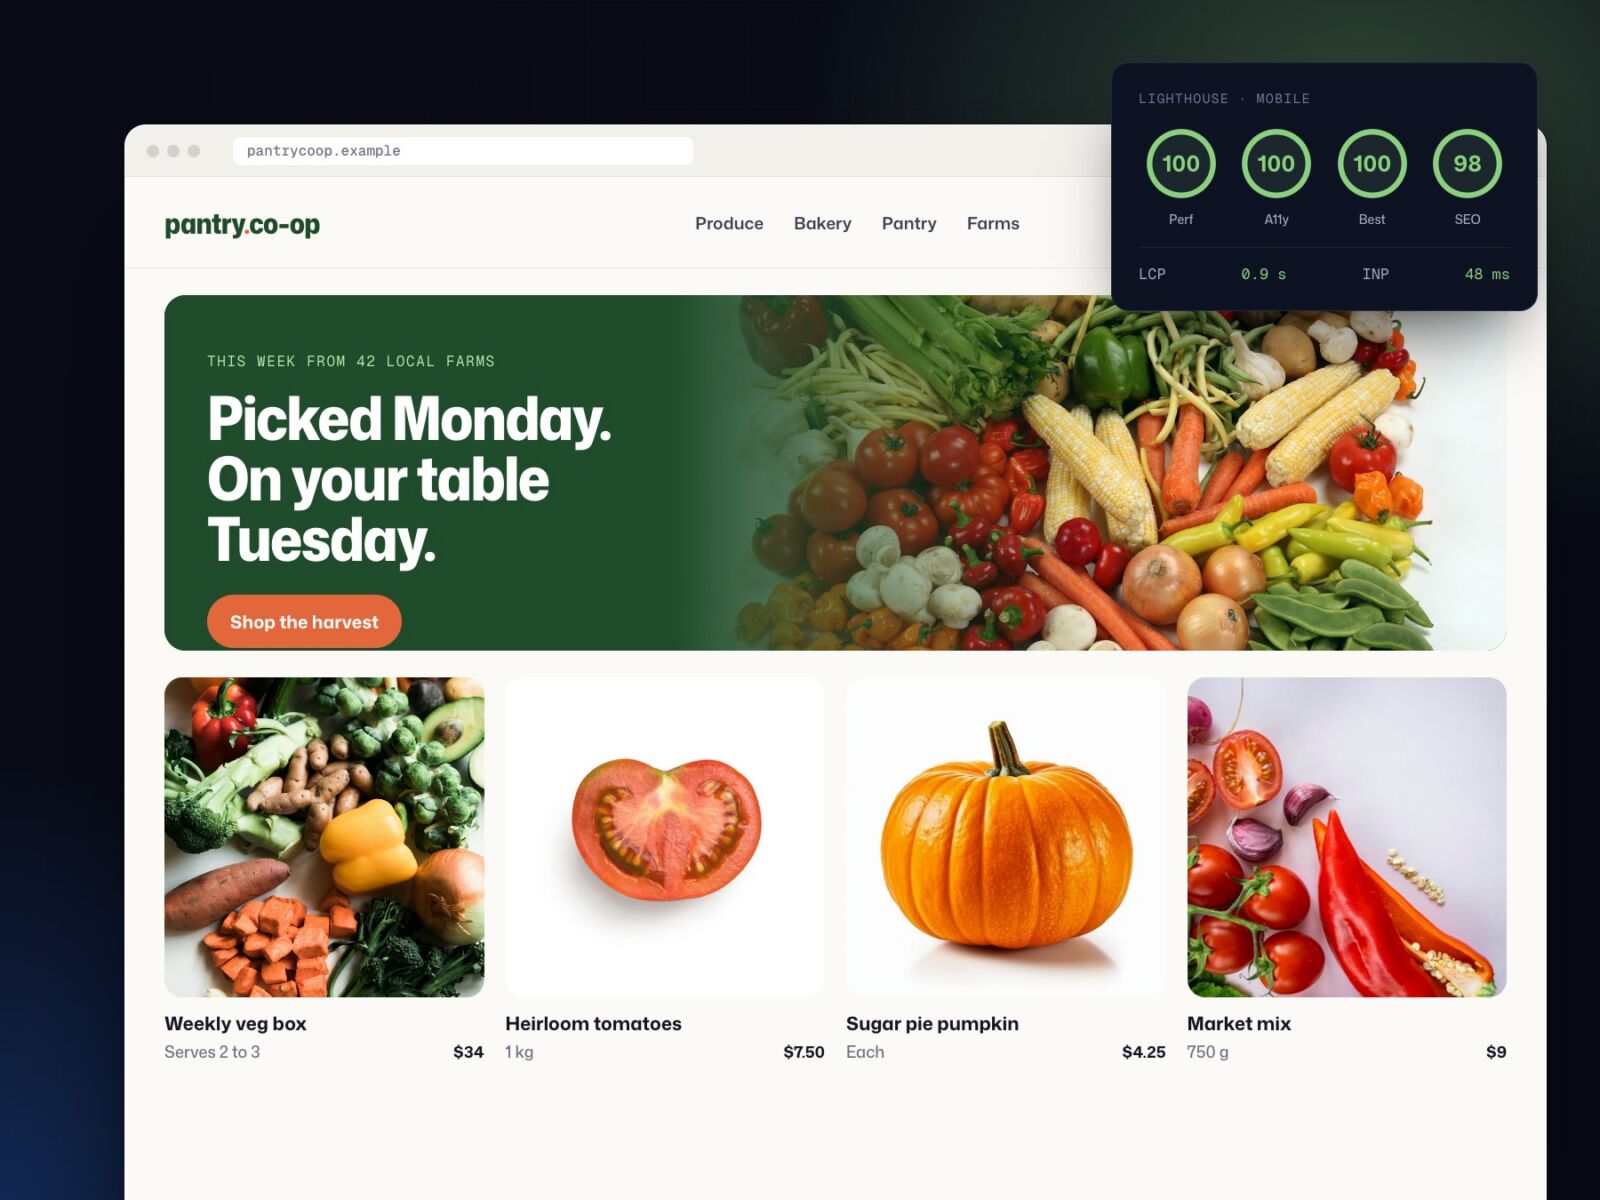 LIGHTHOUSE · MOBILE
100 100 100 98
Perf A11y Best SEO
LCP 0.9 s INP 48 ms
pantrycoop.example
pantry.co-op
Produce Bakery Pantry Farms
THIS WEEK FROM 42 LOCAL FARMS
Picked Monday.
On your table
Tuesday.
Shop the harvest
Weekly veg box
Serves 2 to 3 $34
Heirloom tomatoes
1 kg $7.50
Sugar pie pumpkin
Each $4.25
Market mix
750 g $9